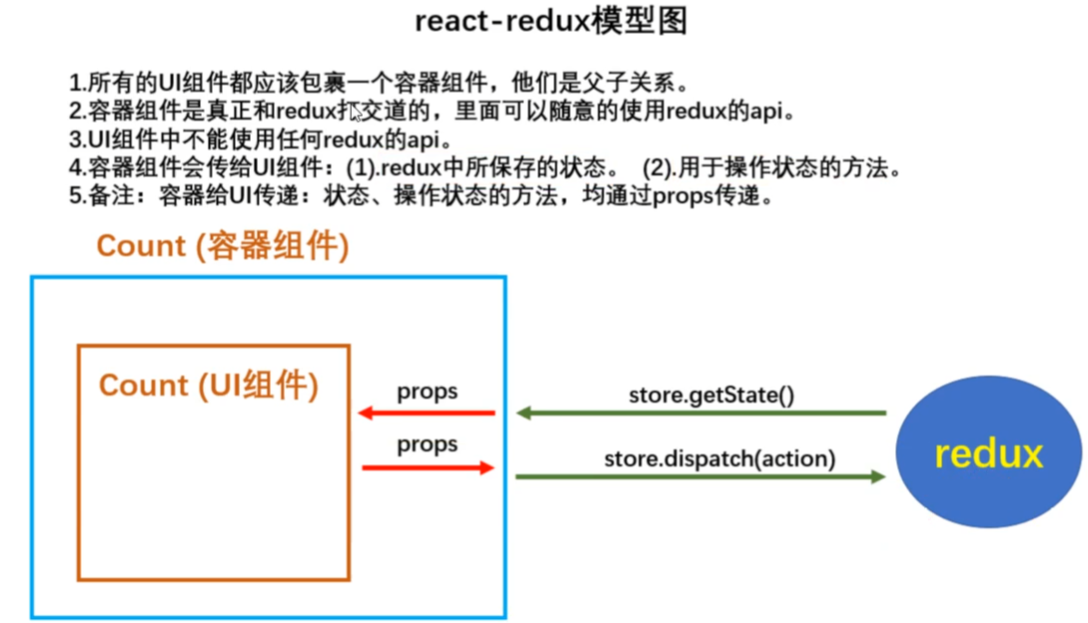 react-redux模型图
1.所有的UI组件都应该包裹一个容器组件，他们是父子关系。
2.容器组件是真正和redux打交道的，里面可以随意的使用redux的api。
3.UI组件中不能使用任何redux的api。
4.容器组件会传给UI组件：(1).redux中所保存的状态。 (2).用于操作状态的方法。
5.备注：容器给UI传递：状态、操作状态的方法，均通过props传递。
Count (容器组件)
Count (UI组件)
props
store.getState()
props
store.dispatch(action)
redux